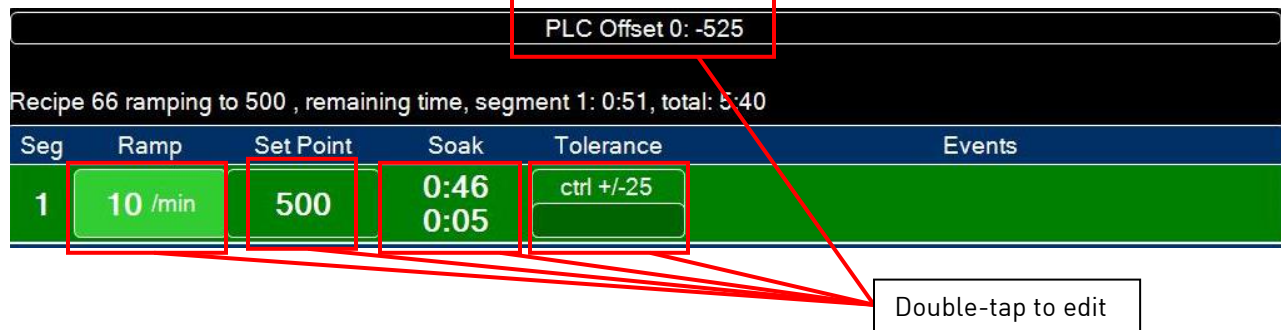 PLC Offset 0: -525
Recipe 66 ramping to 500 , remaining time, segment 1: 0:51, total: 5:40
Seg Ramp Set Point Soak Tolerance Events
1 10 /min 500 0:46 ctrl +/-25
0:05
Double-tap to edit